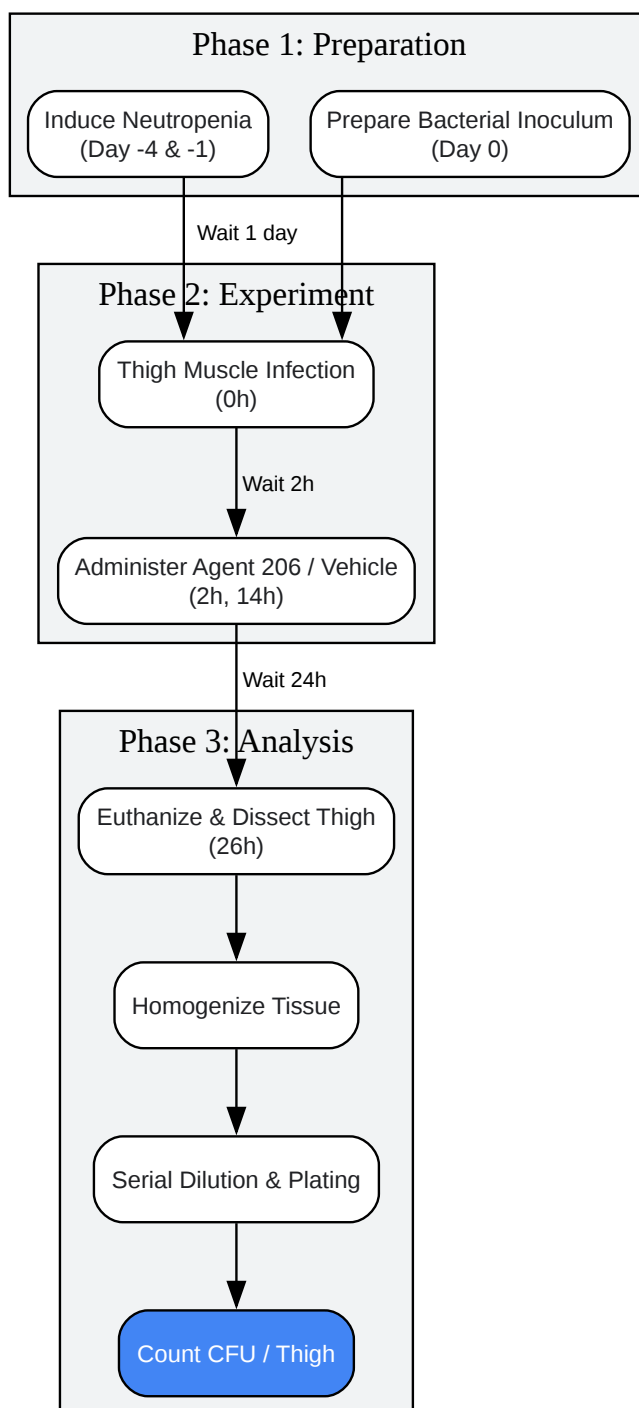 Phase 1: Preparation
Induce Neutropenia
(Day -4 & -1)
Prepare Bacterial Inoculum
(Day 0)
Wait 1 day
Phase 2: Experiment
Thigh Muscle Infection
(0h)
Wait 2h
Administer Agent 206 / Vehicle
(2h, 14h)
Wait 24h
Phase 3: Analysis
Euthanize & Dissect Thigh
(26h)
Homogenize Tissue
Serial Dilution & Plating
Count CFU / Thigh